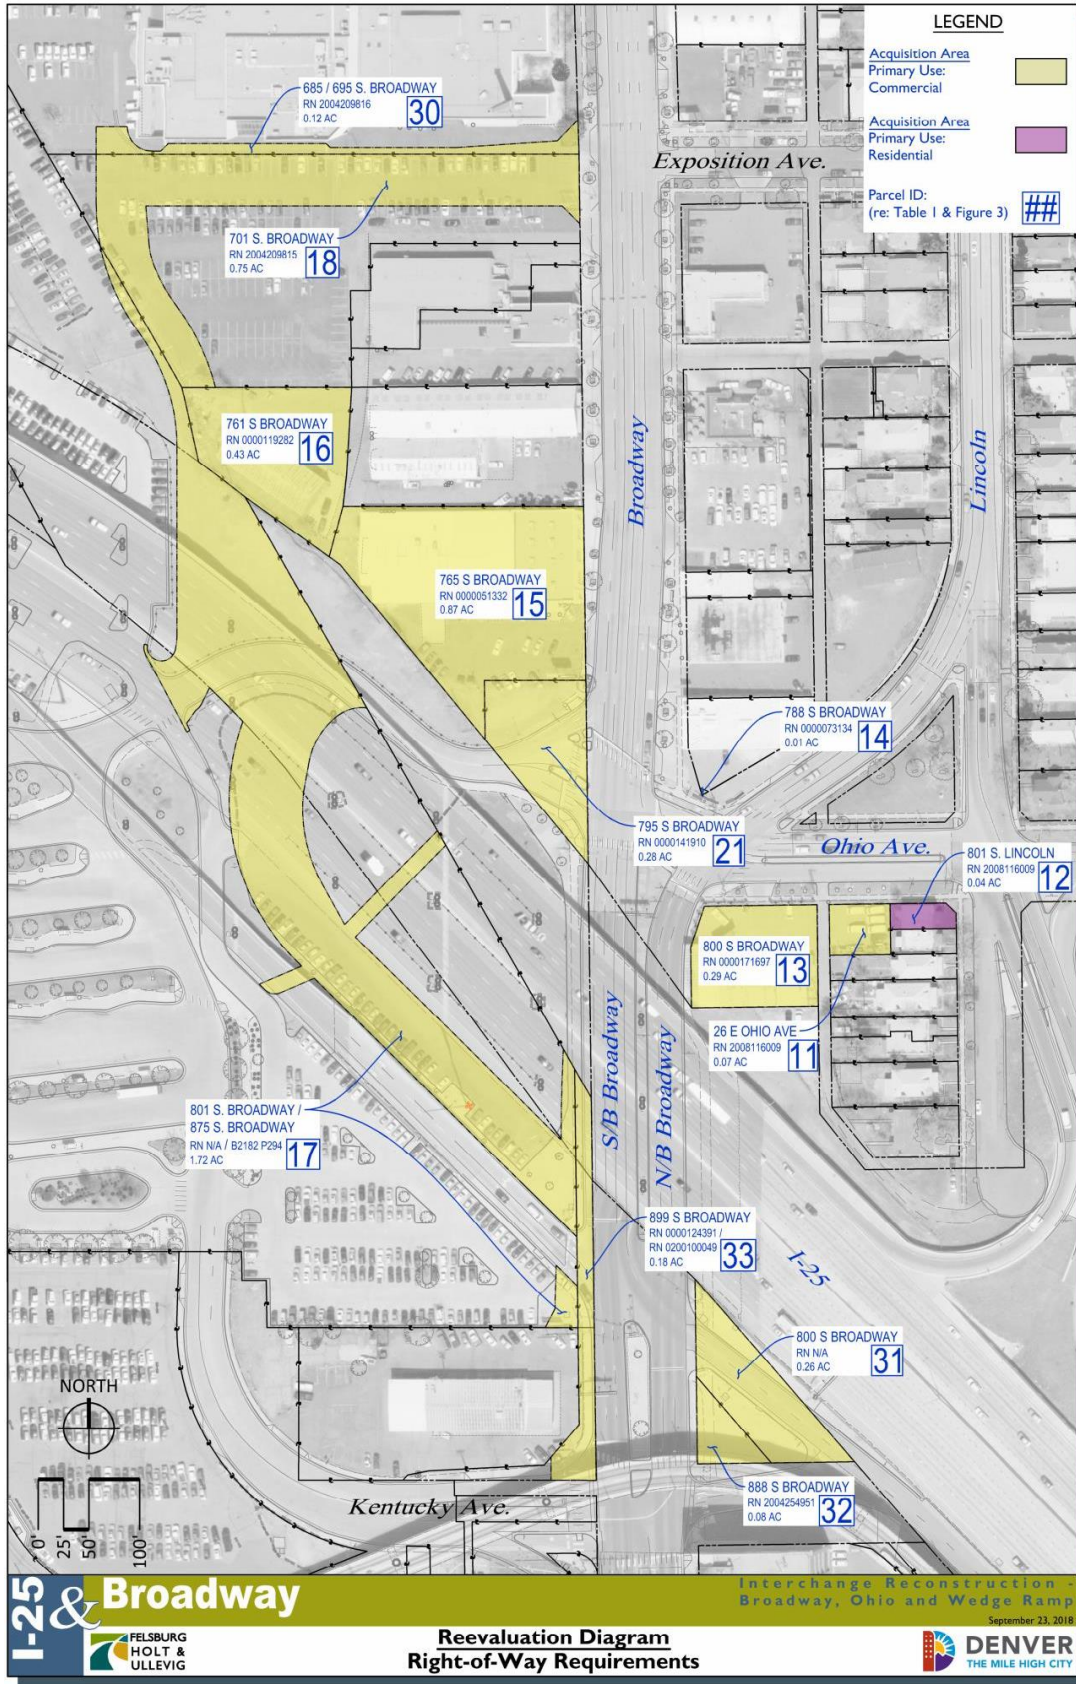 LEGEND
Acquisition Area
Primary Use:
Commercial
Acquisition Area
Primary Use:
Residential
Parcel ID:
(re: Table 1 & Figure 3)
##
685 / 695 S. BROADWAY
RN 2004209816
0.12 AC
30
Exposition Ave.
701 S. BROADWAY
RN 2004209815
0.75 AC
18
761 S BROADWAY
RN 0000119282
0.43 AC
16
Broadway
Lincoln
765 S BROADWAY
RN 0000051332
0.87 AC
15
788 S BROADWAY
RN 0000073134
0.01 AC
14
795 S BROADWAY
RN 0000141910
0.28 AC
21
Ohio Ave.
801 S. LINCOLN
RN 2008116009
0.04 AC
12
800 S BROADWAY
RN 0000171697
0.29 AC
13
26 E OHIO AVE
RN 2008116009
0.07 AC
11
S/B Broadway
N/B Broadway
801 S. BROADWAY /
875 S. BROADWAY
RN N/A / B2182 P294
1.72 AC
17
899 S BROADWAY
RN 0000124391 /
RN 0200100049
0.18 AC
33
I-25
800 S BROADWAY
RN N/A
0.26 AC
31
NORTH
888 S BROADWAY
RN 2004254951
0.08 AC
32
Kentucky Ave.
0'
25'
50'
100'
I-25
& Broadway
Interchange Reconstruction -
Broadway, Ohio and Wedge Ramp
September 23, 2018
FELSBURG
HOLT &
ULLEVIG
Reevaluation Diagram
Right-of-Way Requirements
DENVER
THE MILE HIGH CITY